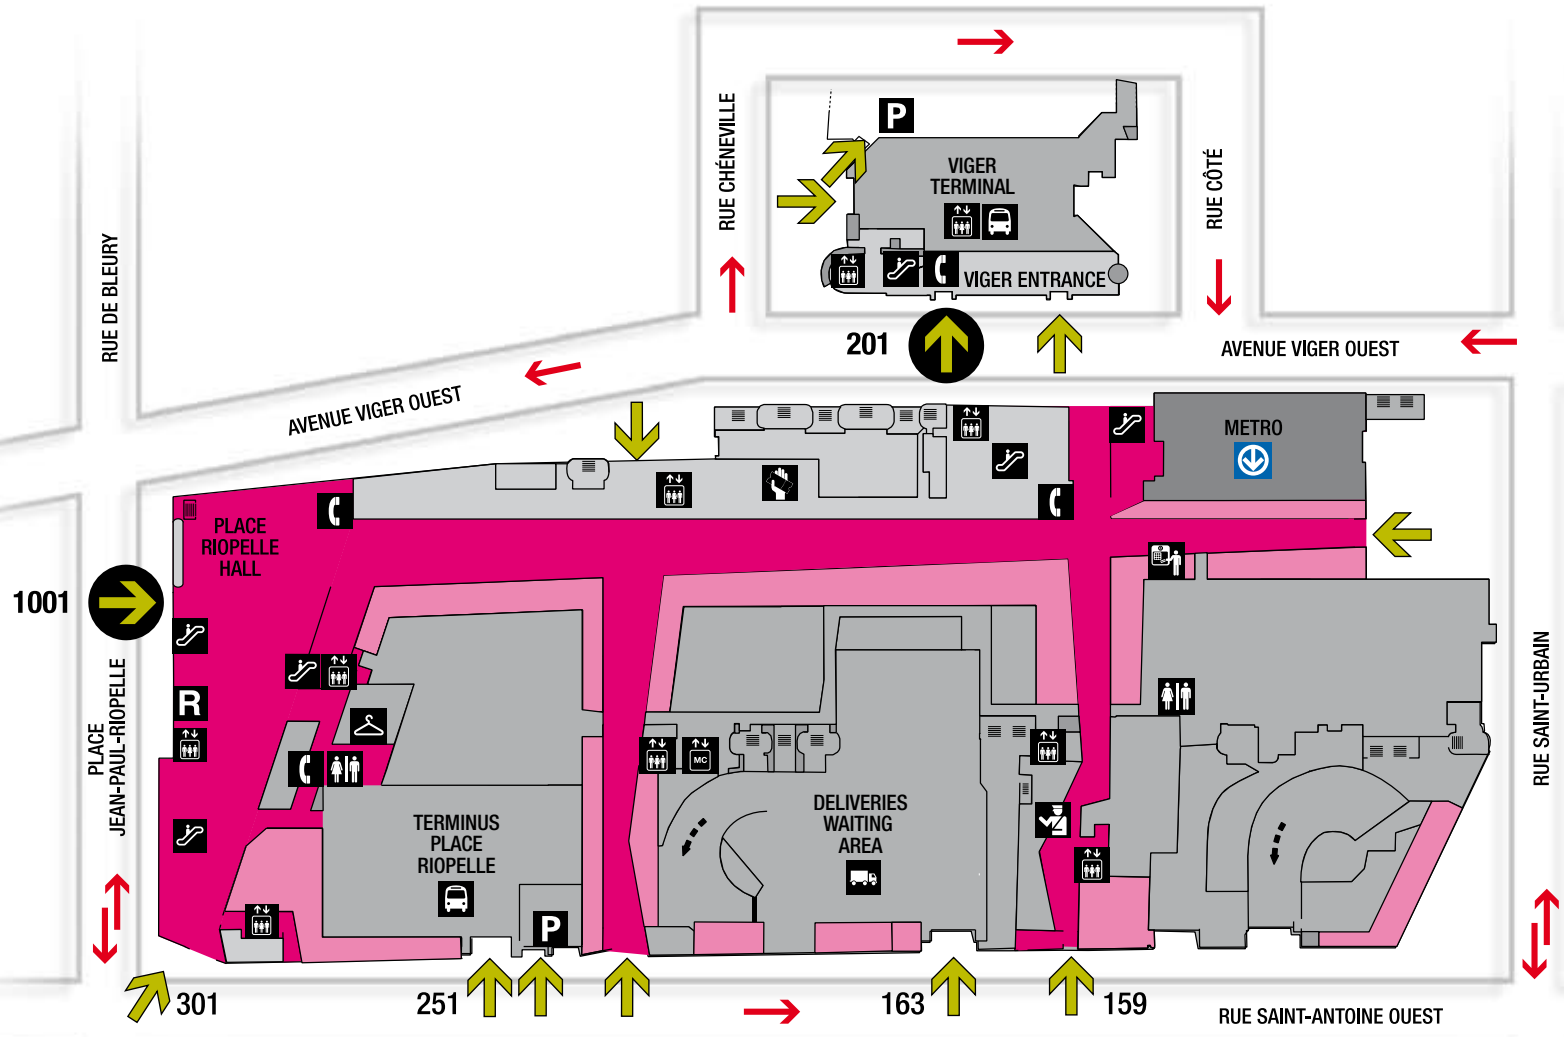 RUE CHÉNEVILLE
P
RUE CÔTÉ
VIGER
TERMINAL
VIGER ENTRANCE
RUE DE BLEURY
201
AVENUE VIGER OUEST
AVENUE VIGER OUEST
METRO
PLACE
RIOPELLE
HALL
1001
R
PLACE
JEAN-PAUL-RIOPELLE
MC
RUE SAINT-URBAIN
TERMINUS
PLACE
RIOPELLE
DELIVERIES
WAITING
AREA
P
301
251
163
159
RUE SAINT-ANTOINE OUEST